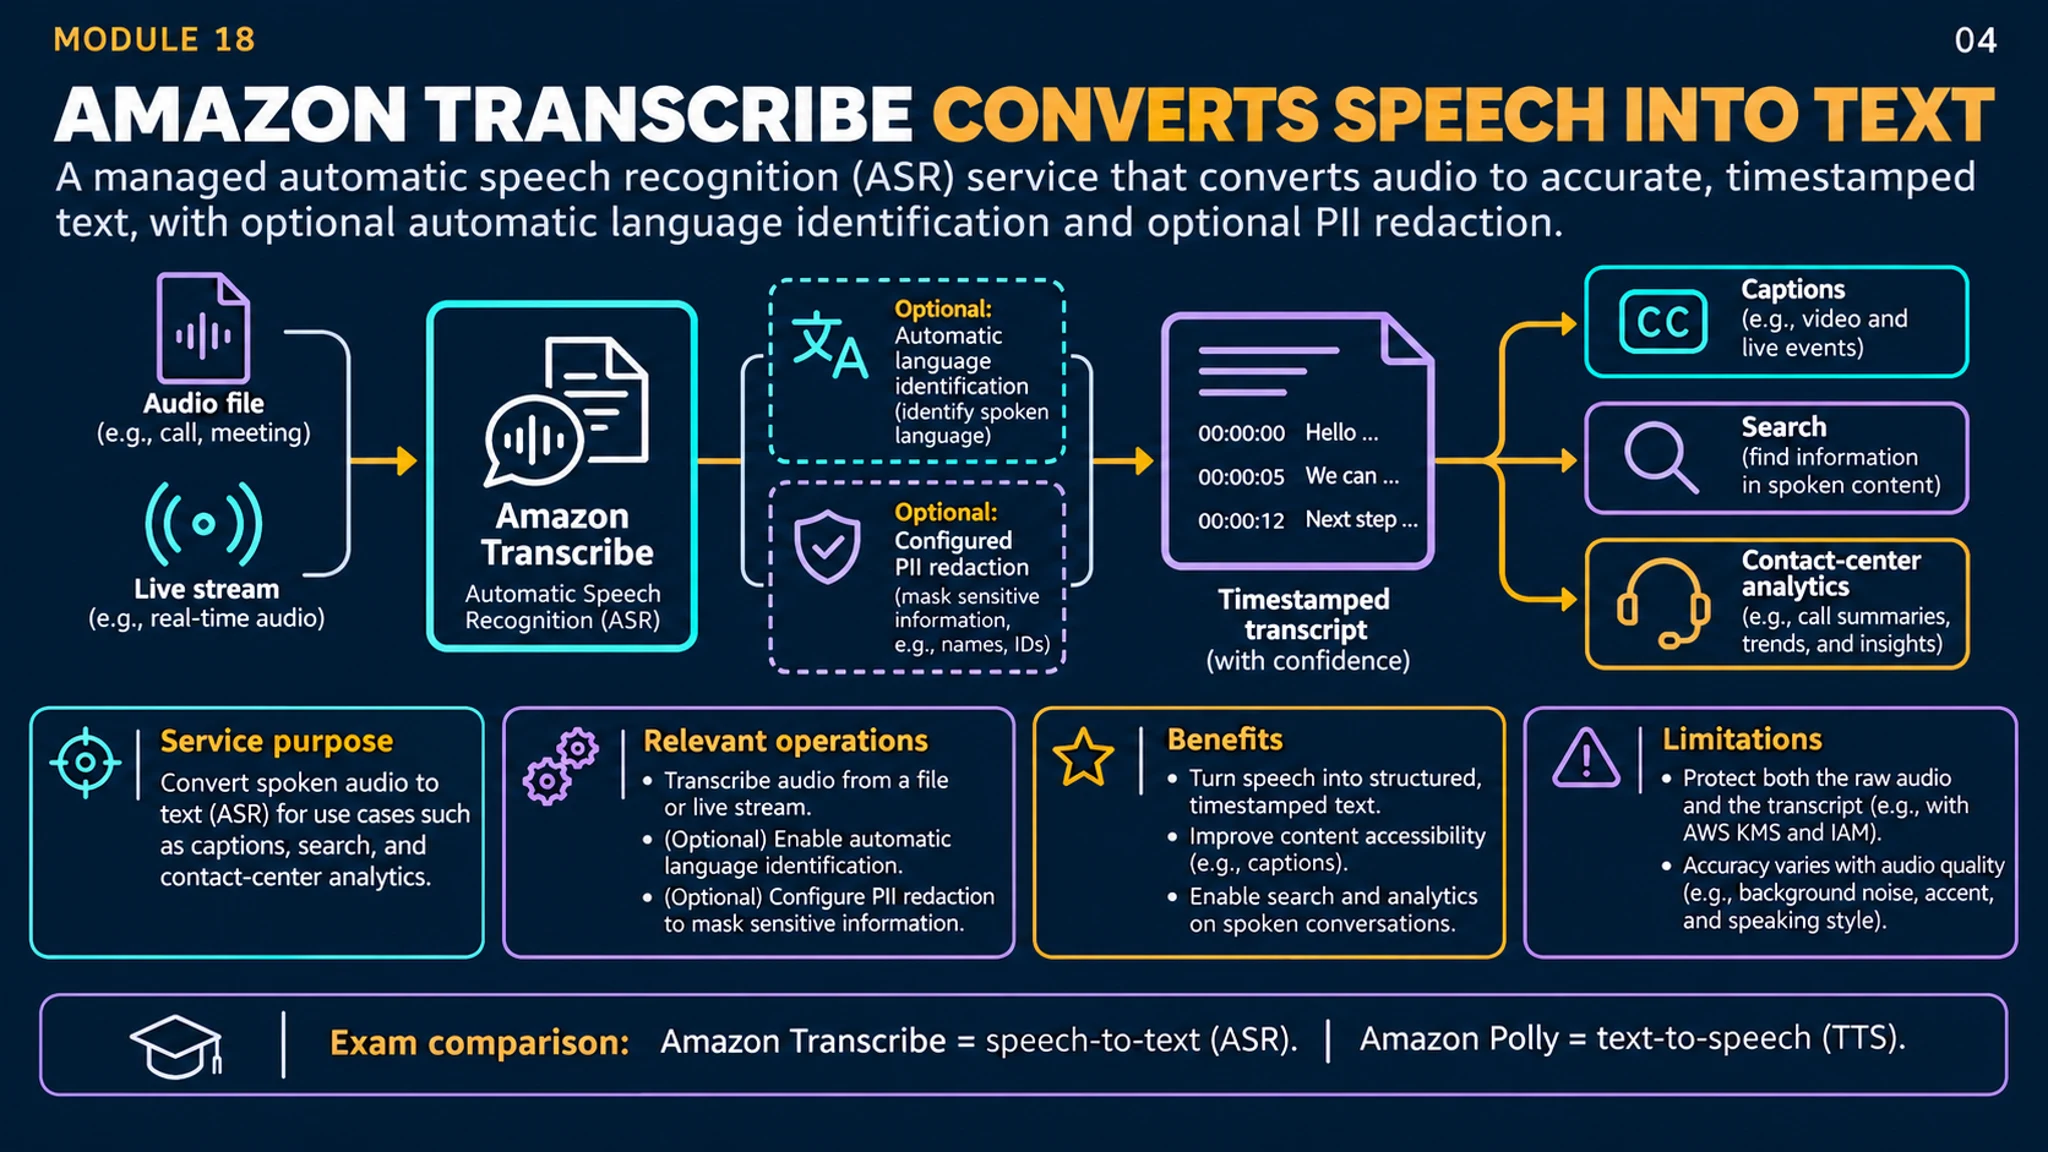 MODULE 18
04
AMAZON TRANSCRIBE CONVERTS SPEECH INTO TEXT
A managed automatic speech recognition (ASR) service that converts audio to accurate, timestamped
text, with optional automatic language identification and optional PII redaction.
Audio file
(e.g., call, meeting)
Live stream
(e.g., real-time audio)
Amazon
Transcribe
Automatic Speech
Recognition (ASR)
文A
Optional:
Automatic
language
identification
(identify spoken
language)
Optional:
Configured
PII redaction
(mask sensitive
information,
e.g., names, IDs)
00:00:00 Hello ...
00:00:05 We can ...
00:00:12 Next step ...
Timestamped
transcript
(with confidence)
CC
Captions
(e.g., video and
live events)
Search
(find information
in spoken content)
Contact-center
analytics
(e.g., call summaries,
trends, and insights)
Service purpose
Convert spoken audio to
text (ASR) for use cases such
as captions, search, and
contact-center analytics.
Relevant operations
• Transcribe audio from a file
or live stream.
• (Optional) Enable automatic
language identification.
• (Optional) Configure PII redaction
to mask sensitive information.
Benefits
• Turn speech into structured,
timestamped text.
• Improve content accessibility
(e.g., captions).
• Enable search and analytics
on spoken conversations.
Limitations
• Protect both the raw audio
and the transcript (e.g., with
AWS KMS and IAM).
• Accuracy varies with audio quality
(e.g., background noise, accent,
and speaking style).
Exam comparison: Amazon Transcribe = speech-to-text (ASR). | Amazon Polly = text-to-speech (TTS).